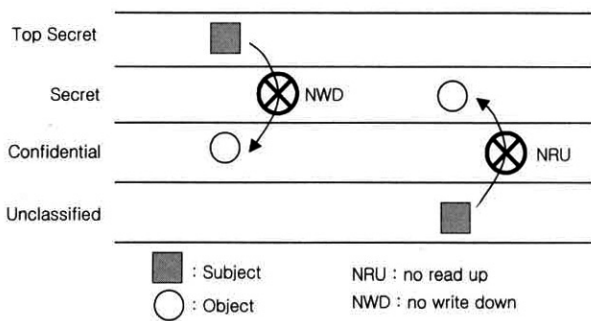 Top Secret
Secret
NWD
Confidential
NRU
Unclassified
: Subject
NRU : no read up
: Object
NWD : no write down